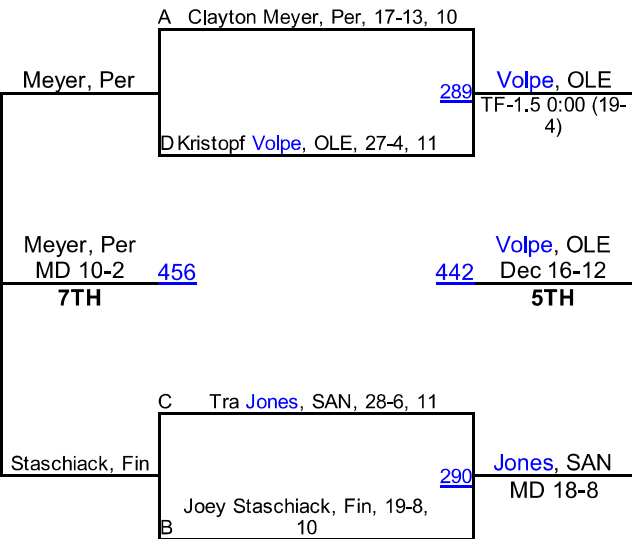 A Clayton Meyer, Per, 17-13, 10
Meyer, Per
289
Volpe, OLE
TF-1.5 0:00 (19-
4)
D Kristopf Volpe, OLE, 27-4, 11
Meyer, Per
MD 10-2
456
7TH
442
Volpe, OLE
Dec 16-12
5TH
C Tra Jones, SAN, 28-6, 11
Staschiack, Fin
290
Jones, SAN
MD 18-8
Joey Staschiack, Fin, 19-8,
B 10